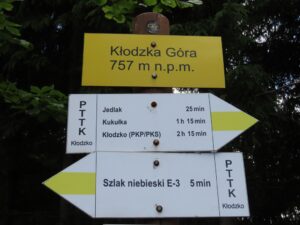 Kłodzka Góra
757 m n.p.m.
PTTK
Kłodzko
Jedlak 25 min
Kukułka 1 h 15 min
Kłodzko (PKP/PKS) 2 h 15 min
Szlak niebieski E-3 5 min
PTTK
Kłodzko